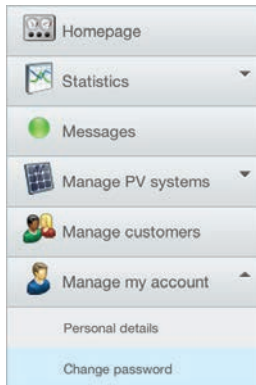 Homepage
Statistics
Messages
Manage PV systems
Manage customers
Manage my account
Personal details
Change password